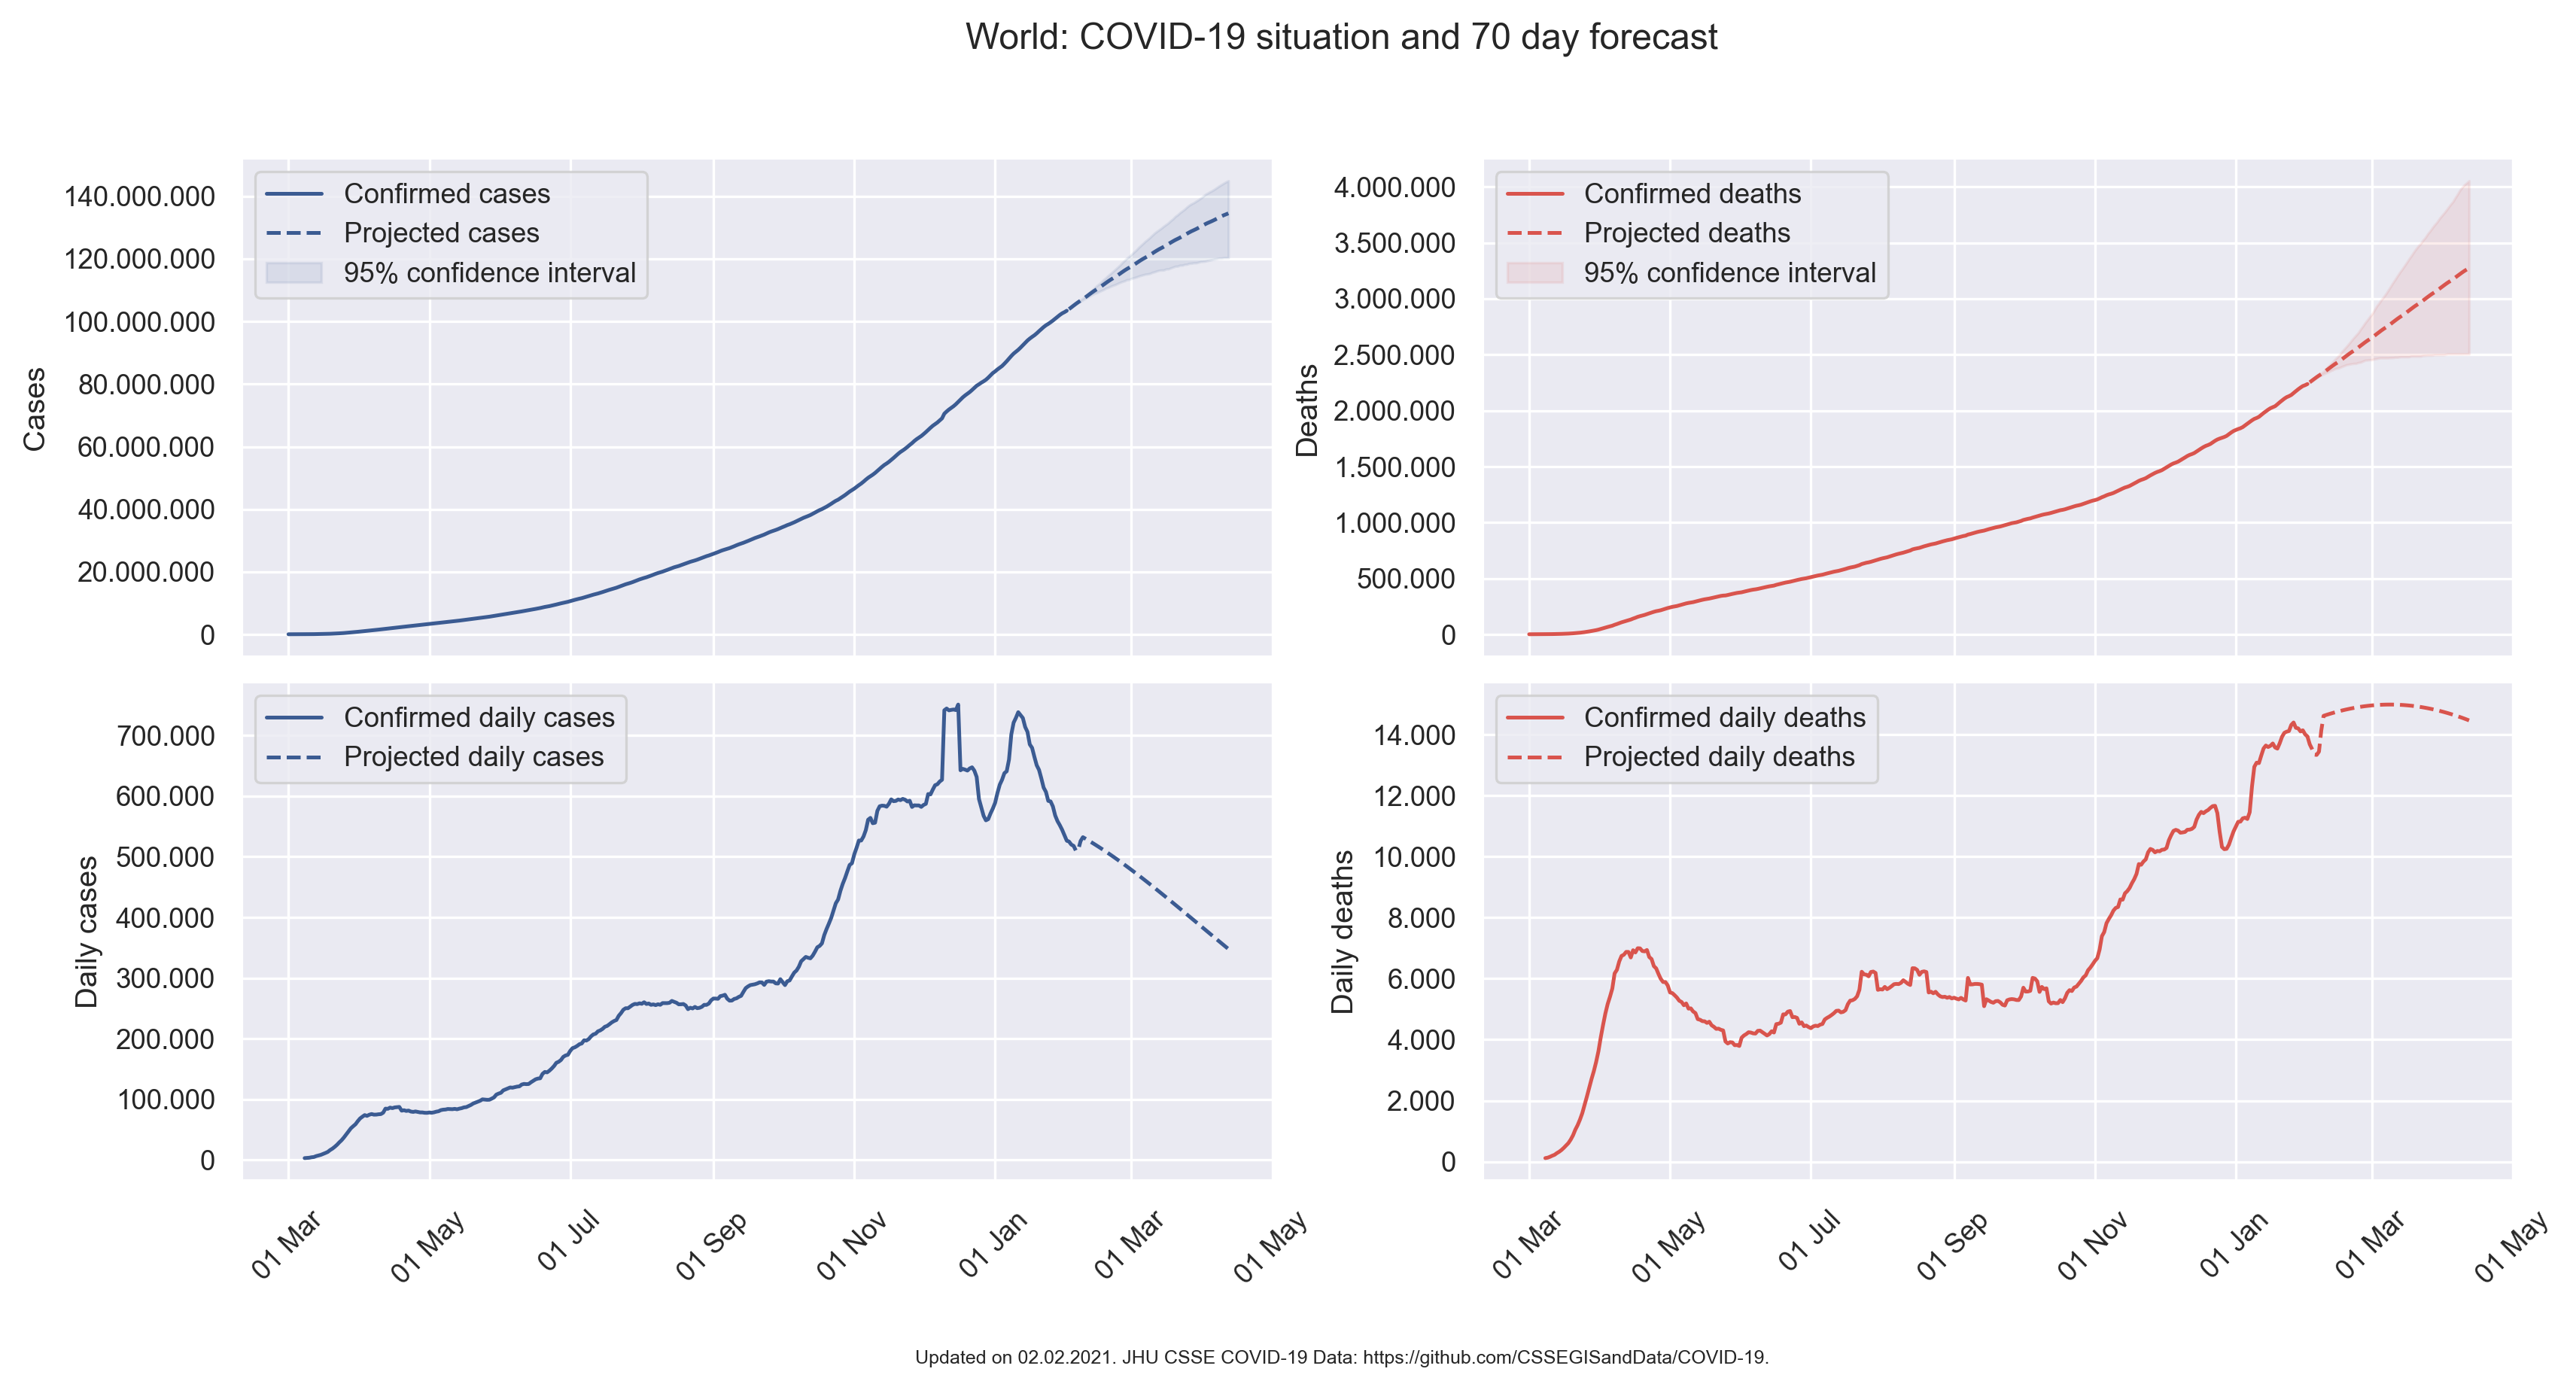 World: COVID-19 situation and 70 day forecast
Cases
140.000.000
120.000.000
100.000.000
80.000.000
60.000.000
40.000.000
20.000.000
0
Confirmed cases
Projected cases
95% confidence interval
Deaths
4.000.000
3.500.000
3.000.000
2.500.000
2.000.000
1.500.000
1.000.000
500.000
0
Confirmed deaths
Projected deaths
95% confidence interval
Daily cases
700.000
600.000
500.000
400.000
300.000
200.000
100.000
0
Confirmed daily cases
Projected daily cases
01 Mar
01 May
01 Jul
01 Sep
01 Nov
01 Jan
01 Mar
01 May
Daily deaths
14.000
12.000
10.000
8.000
6.000
4.000
2.000
0
Confirmed daily deaths
Projected daily deaths
01 Mar
01 May
01 Jul
01 Sep
01 Nov
01 Jan
01 Mar
01 May
Updated on 02.02.2021. JHU CSSE COVID-19 Data: https://github.com/CSSEGISandData/COVID-19.